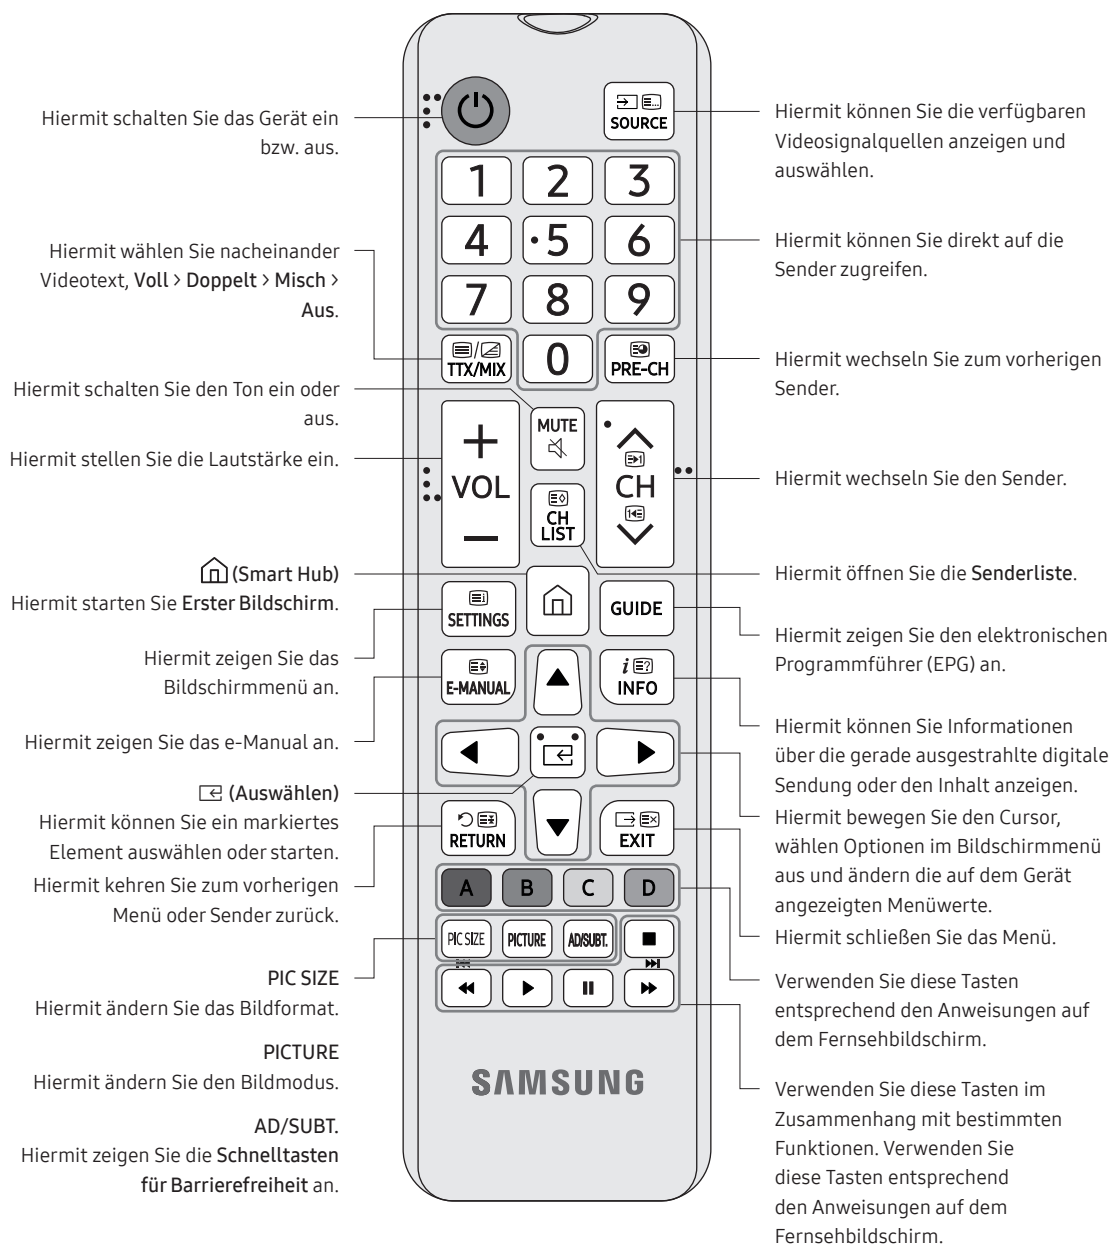 Hiermit schalten Sie das Gerät ein
bzw. aus.
Hiermit wählen Sie nacheinander
Videotext, Voll > Doppelt > Misch >
Aus.
Hiermit schalten Sie den Ton ein oder
aus.
Hiermit stellen Sie die Lautstärke ein.
(Smart Hub)
Hiermit starten Sie Erster Bildschirm.
Hiermit zeigen Sie das
Bildschirmmenü an.
Hiermit zeigen Sie das e-Manual an.
(Auswählen)
Hiermit können Sie ein markiertes
Element auswählen oder starten.
Hiermit kehren Sie zum vorherigen
Menü oder Sender zurück.
PIC SIZE
Hiermit ändern Sie das Bildformat.
PICTURE
Hiermit ändern Sie den Bildmodus.
AD/SUBT.
Hiermit zeigen Sie die Schnelltasten
für Barrierefreiheit an.
SOURCE
1 2 3
4 5 6
7 8 9
TTX/MIX 0 PRE-CH
MUTE
VOL
CH
CH
LIST
SETTINGS
GUIDE
E-MANUAL
INFO
RETURN
EXIT
A B C D
PIC SIZE PICTURE AD/SUBT.
SAMSUNG
Hiermit können Sie die verfügbaren
Videosignalquellen anzeigen und
auswählen.
Hiermit können Sie direkt auf die
Sender zugreifen.
Hiermit wechseln Sie zum vorherigen
Sender.
Hiermit wechseln Sie den Sender.
Hiermit öffnen Sie die Senderliste.
Hiermit zeigen Sie den elektronischen
Programmführer (EPG) an.
Hiermit können Sie Informationen
über die gerade ausgestrahlte digitale
Sendung oder den Inhalt anzeigen.
Hiermit bewegen Sie den Cursor,
wählen Optionen im Bildschirmmenü
aus und ändern die auf dem Gerät
angezeigten Menüwerte.
Hiermit schließen Sie das Menü.
Verwenden Sie diese Tasten
entsprechend den Anweisungen auf
dem Fernsehbildschirm.
Verwenden Sie diese Tasten im
Zusammenhang mit bestimmten
Funktionen. Verwenden Sie
diese Tasten entsprechend
den Anweisungen auf dem
Fernsehbildschirm.